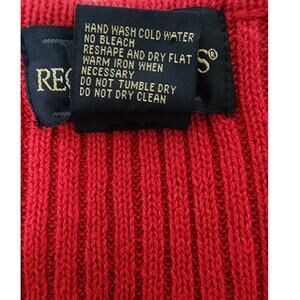 HAND WASH COLD WATER
NO BLEACH
RESHAPE AND DRY FLAT
WARM IRON WHEN
NECESSARY
DO NOT TUMBLE DRY
DO NOT DRY CLEAN